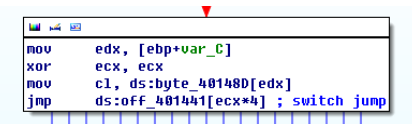 mov     edx, [ebp+var_C]
xor     ecx, ecx
mov     cl, ds:byte_40148D[edx]
jmp     ds:off_401441[ecx*4] ; switch jump